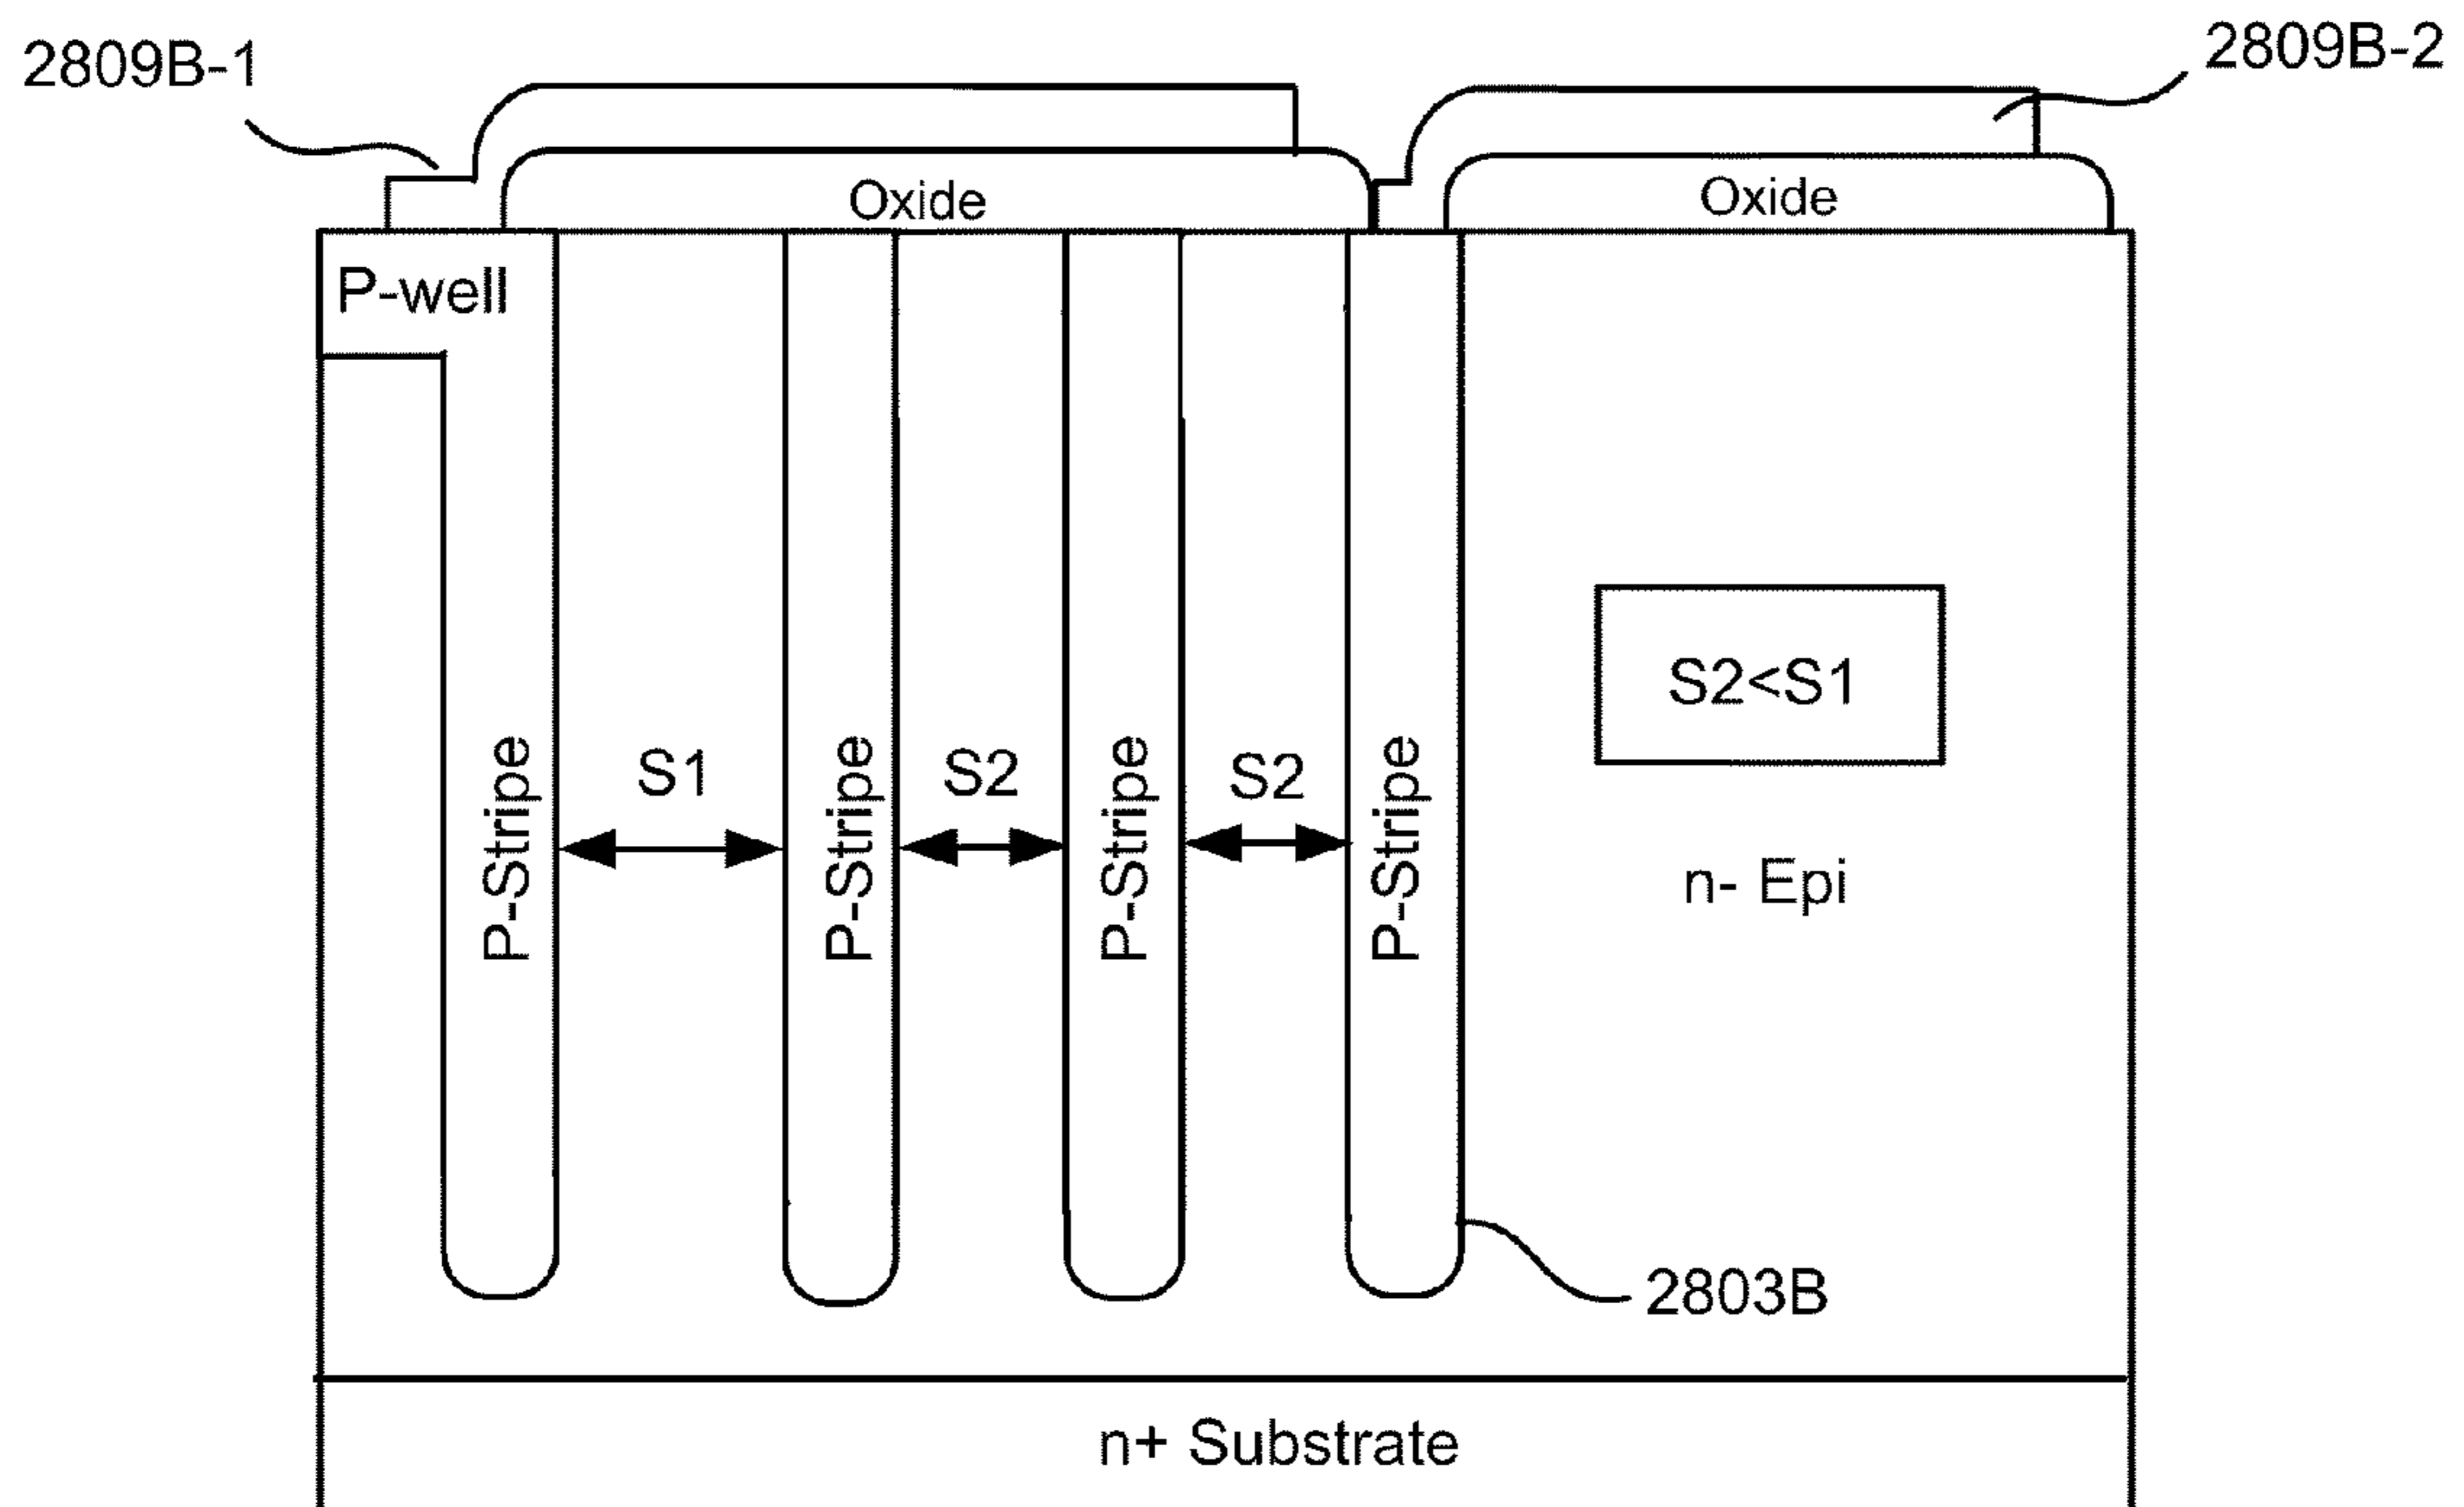 2809B-1
2809B-2
Oxide
Oxide
P-well
S2<S1
P-Stripe
S1
P-Stripe
S2
P-Stripe
S2
P-Stripe
n- Epi
2803B
n+ Substrate